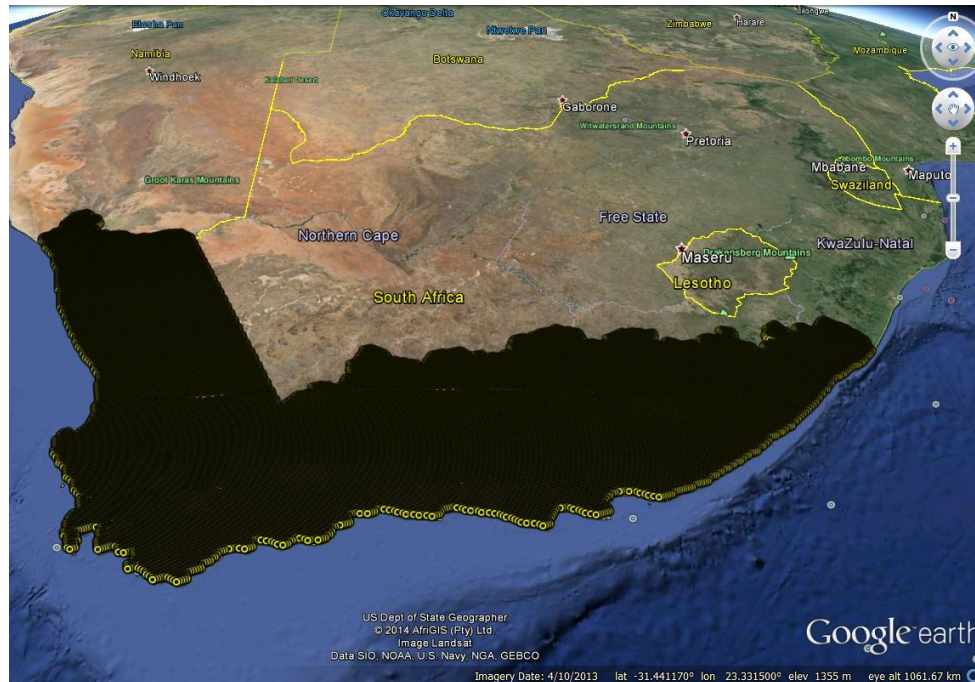 Etosha Pan
Okavango Delta
Ntwetwe Pan
Zimbabwe
Harare
Namibia
Windhoek
Botswana
Mozambique
N
Kalahari Desert
Gaborone
Witwatersrand Mountains
Pretoria
Groot Karas Mountains
Mbabane
Lebombo Mountains
Maputo
Swaziland
Northern Cape
Free State
KwaZulu-Natal
Maseru
Drakensberg Mountains
Lesotho
South Africa
US Dept of State Geographer
© 2014 AfriGIS (Pty) Ltd.
Image Landsat
Data SIO, NOAA, U.S. Navy, NGA, GEBCO
Google earth
Imagery Date: 4/10/2013 lat -31.441170° lon 23.331500° elev 1355 m eye alt 1061.67 km